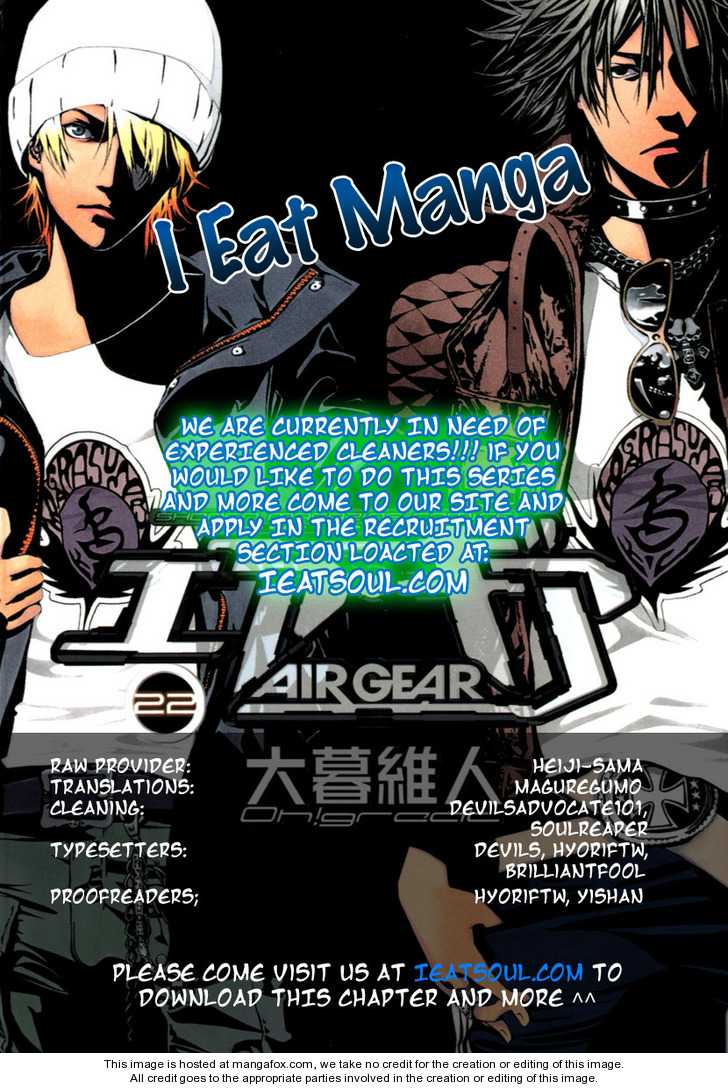 I Eat Manga
WE ARE CURRENTLY IN NEED OF
EXPERIENCED CLEANERS!!! IF YOU
WOULD LIKE TO DO THIS SERIES
AND MORE COME TO OUR SITE AND
APPLY IN THE RECRUITMENT
SECTION LOACTED AT:
IEATSOUL.COM
22
AIR GEAR
大暮維人
Oh!great
RAW PROVIDER: HEIJI-SAMA
TRANSLATIONS: MAGUREGUMO
CLEANING: DEVILSADVOCATE101,
SOULREAPER
TYPESETTERS: DEVILS, HYORIFTW,
BRILLIANTFOOL
PROOFREADERS; HYORIFTW, YISHAN
PLEASE COME VISIT US AT IEATSOUL.COM TO
DOWNLOAD THIS CHAPTER AND MORE ^^
This image is hosted at mangafox.com, we take no credit for the creation or editing of this image.
All credit goes to the appropriate parties involved in the creation or editing of this image.